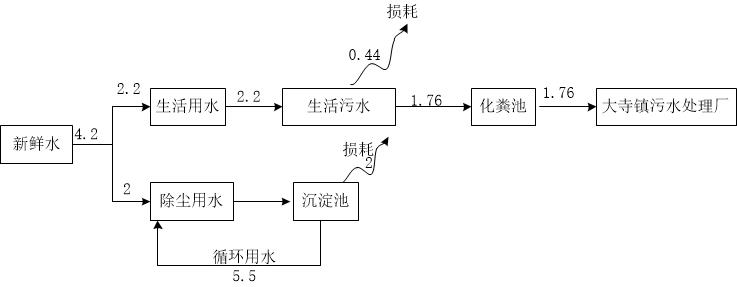 损耗
0.44
2.2
生活用水
2.2
生活污水
1.76
化粪池
1.76
大寺镇污水处理厂
新鲜水
4.2
损耗
2
2
除尘用水
沉淀池
循环用水
5.5